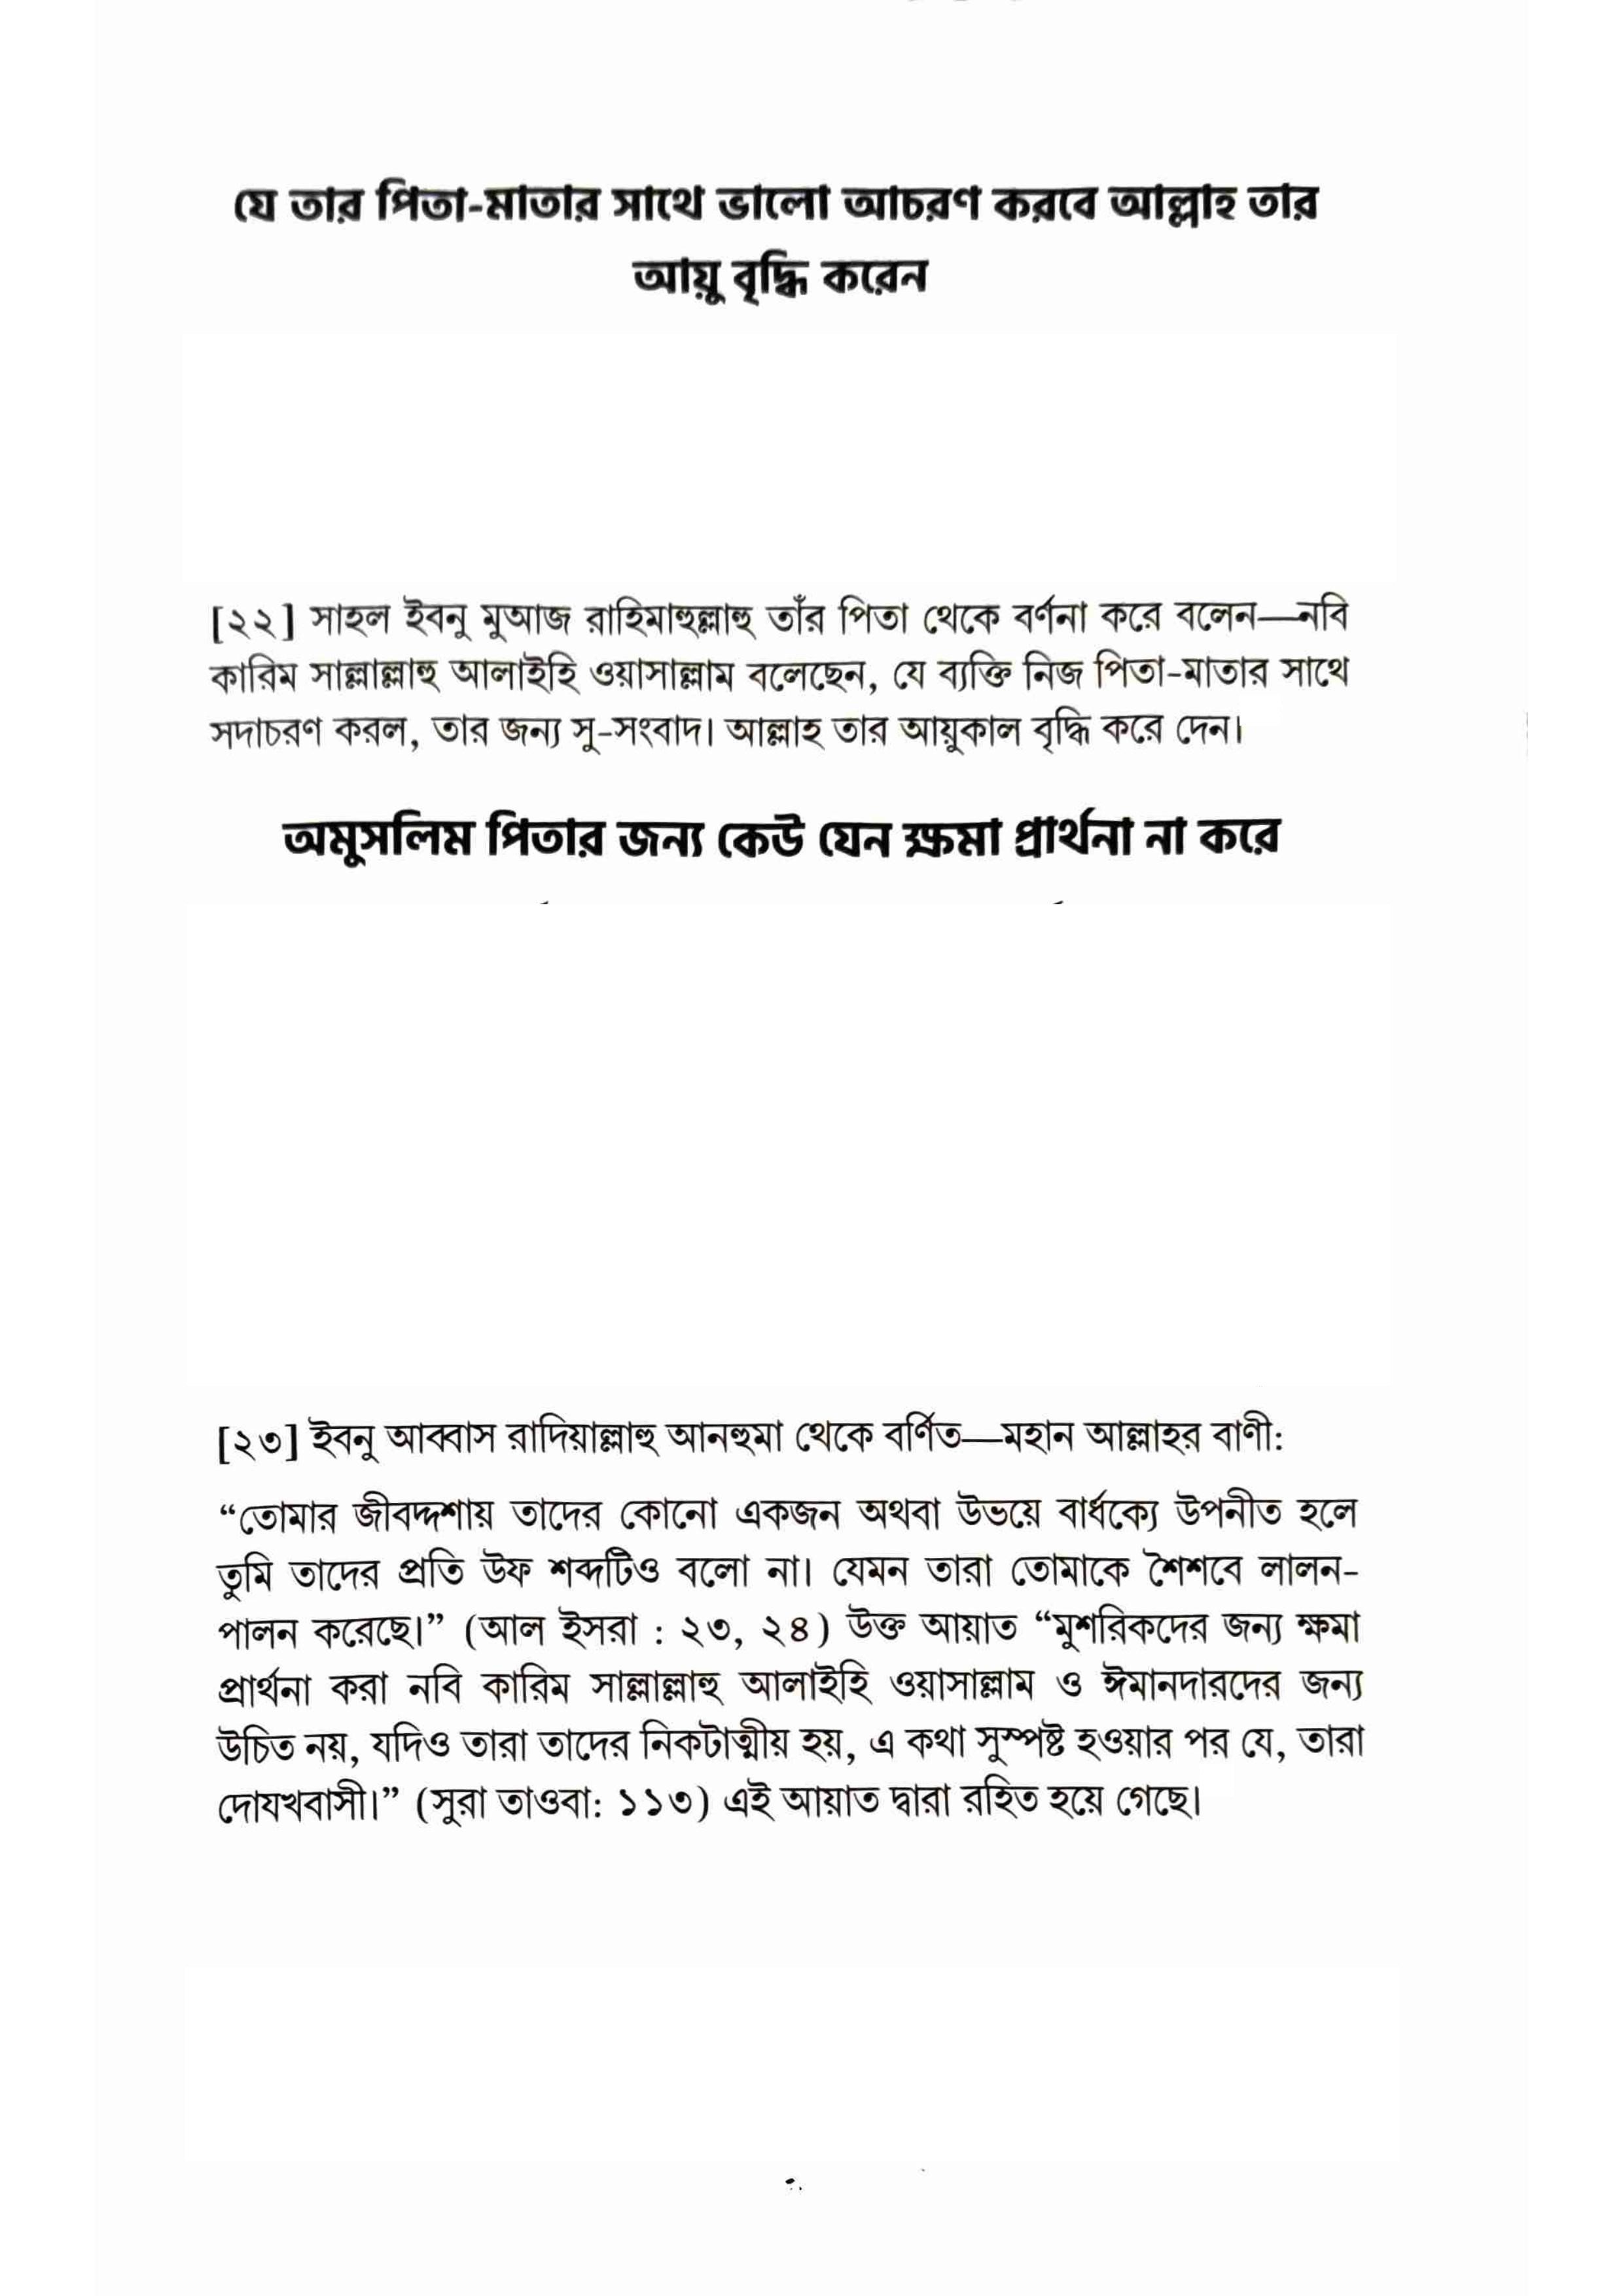 যে তার পিতা-মাতার সাথে ভালো আচরণ করবে আল্লাহ তার
আয়ু বৃদ্ধি করেন
[২২] সাহল ইবনু মুআজ রাহিমাহুল্লাহু তাঁর পিতা থেকে বর্ণনা করে বলেন—নবি
কারিম সাল্লাল্লাহু আলাইহি ওয়াসাল্লাম বলেছেন, যে ব্যক্তি নিজ পিতা-মাতার সাথে
সদাচরণ করল, তার জন্য সু-সংবাদ। আল্লাহ তার আয়ুকাল বৃদ্ধি করে দেন।
অমুসলিম পিতার জন্য কেউ যেন ক্ষমা প্রার্থনা না করে
[২৩] ইবনু আব্বাস রাদিয়াল্লাহু আনহুমা থেকে বর্ণিত—মহান আল্লাহর বাণী:
“তোমার জীবদ্দশায় তাদের কোনো একজন অথবা উভয়ে বার্ধক্যে উপনীত হলে
তুমি তাদের প্রতি উফ শব্দটিও বলো না। যেমন তারা তোমাকে শৈশবে লালন-
পালন করেছে।” (আল ইসরা : ২৩, ২৪) উক্ত আয়াত “মুশরিকদের জন্য ক্ষমা
প্রার্থনা করা নবি কারিম সাল্লাল্লাহু আলাইহি ওয়াসাল্লাম ও ঈমানদারদের জন্য
উচিত নয়, যদিও তারা তাদের নিকটাত্মীয় হয়, এ কথা সুস্পষ্ট হওয়ার পর যে, তারা
দোযখবাসী।” (সুরা তাওবা: ১১৩) এই আয়াত দ্বারা রহিত হয়ে গেছে।